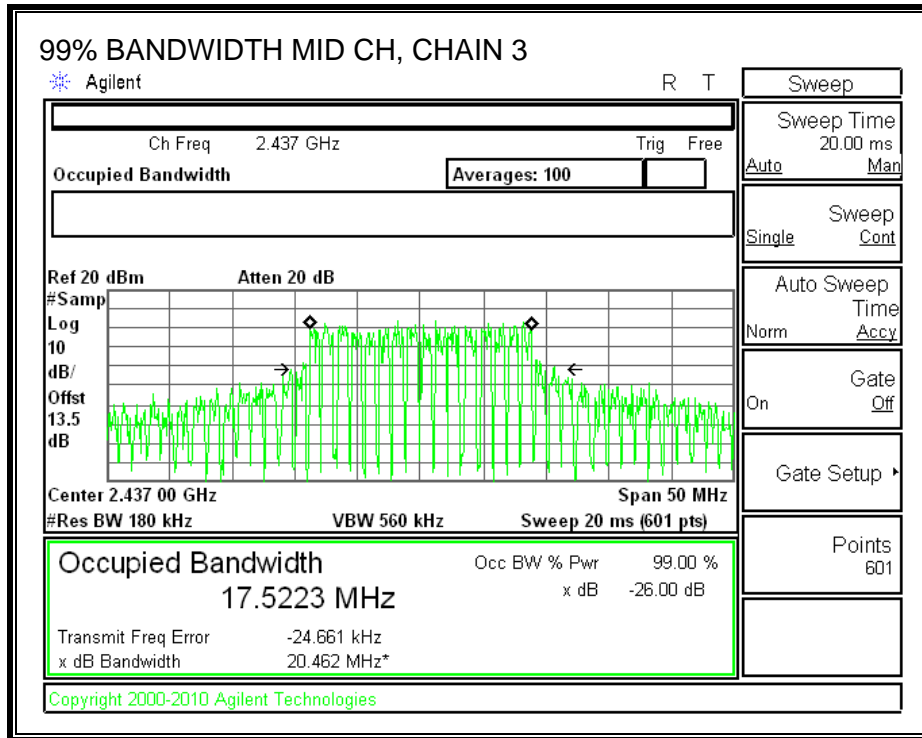 99% BANDWIDTH MID CH, CHAIN 3
Agilent R T
Ch Freq 2.437 GHz Trig Free
Occupied Bandwidth Averages: 100
Ref 20 dBm Atten 20 dB
#Samp
Log
10
dB/
Offst
13.5
dB
Center 2.437 00 GHz Span 50 MHz
#Res BW 180 kHz VBW 560 kHz Sweep 20 ms (601 pts)
Occupied Bandwidth Occ BW % Pwr 99.00 %
17.5223 MHz x dB -26.00 dB
Transmit Freq Error -24.661 kHz
x dB Bandwidth 20.462 MHz*
Copyright 2000-2010 Agilent Technologies
Sweep
Sweep Time
20.00 ms
Auto Man
Sweep
Single Cont
Auto Sweep
Time
Norm Accy
Gate
On Off
Gate Setup
Points
601